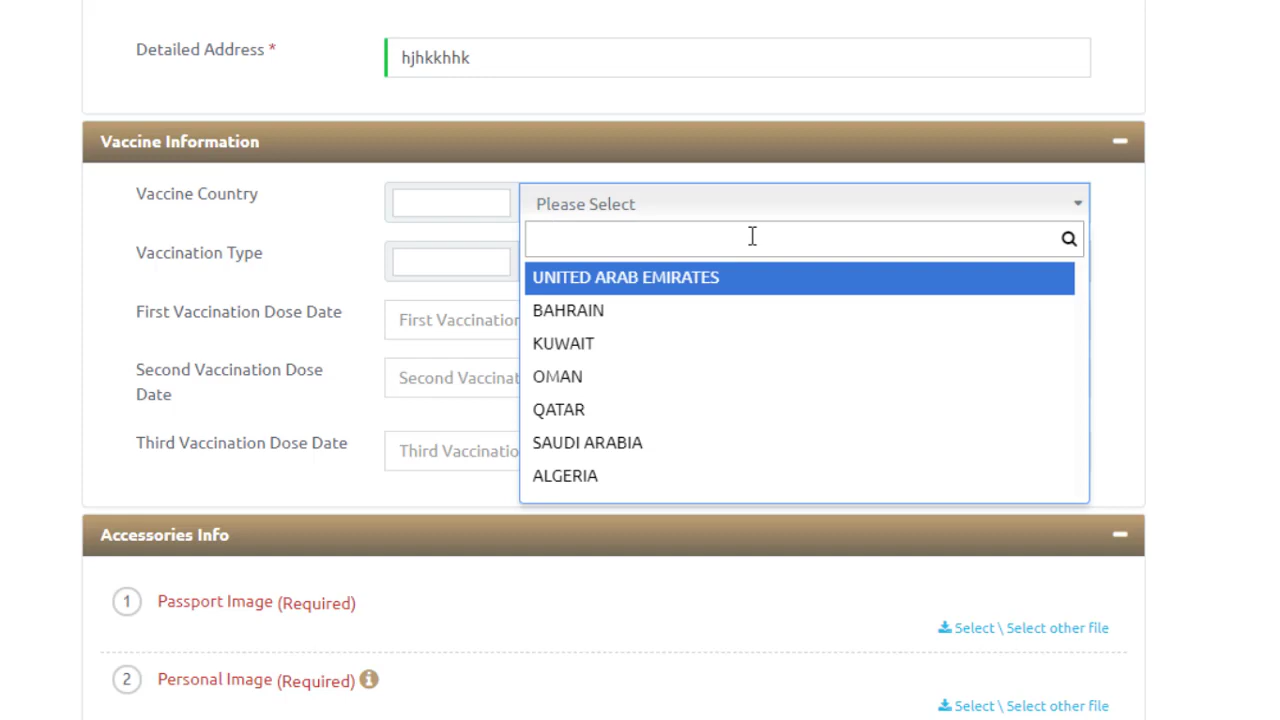 Detailed Address *
hjhkkhhk
Vaccine Information
Vaccine Country
Please Select
Vaccination Type
UNITED ARAB EMIRATES
BAHRAIN
First Vaccination Dose Date
First Vaccination
KUWAIT
OMAN
Second Vaccination Dose
Date
Second Vaccinat
QATAR
SAUDI ARABIA
Third Vaccination Dose Date
Third Vaccinatio
ALGERIA
Accessories Info
1 Passport Image (Required)
Select \ Select other file
2 Personal Image (Required)
Select \ Select other file